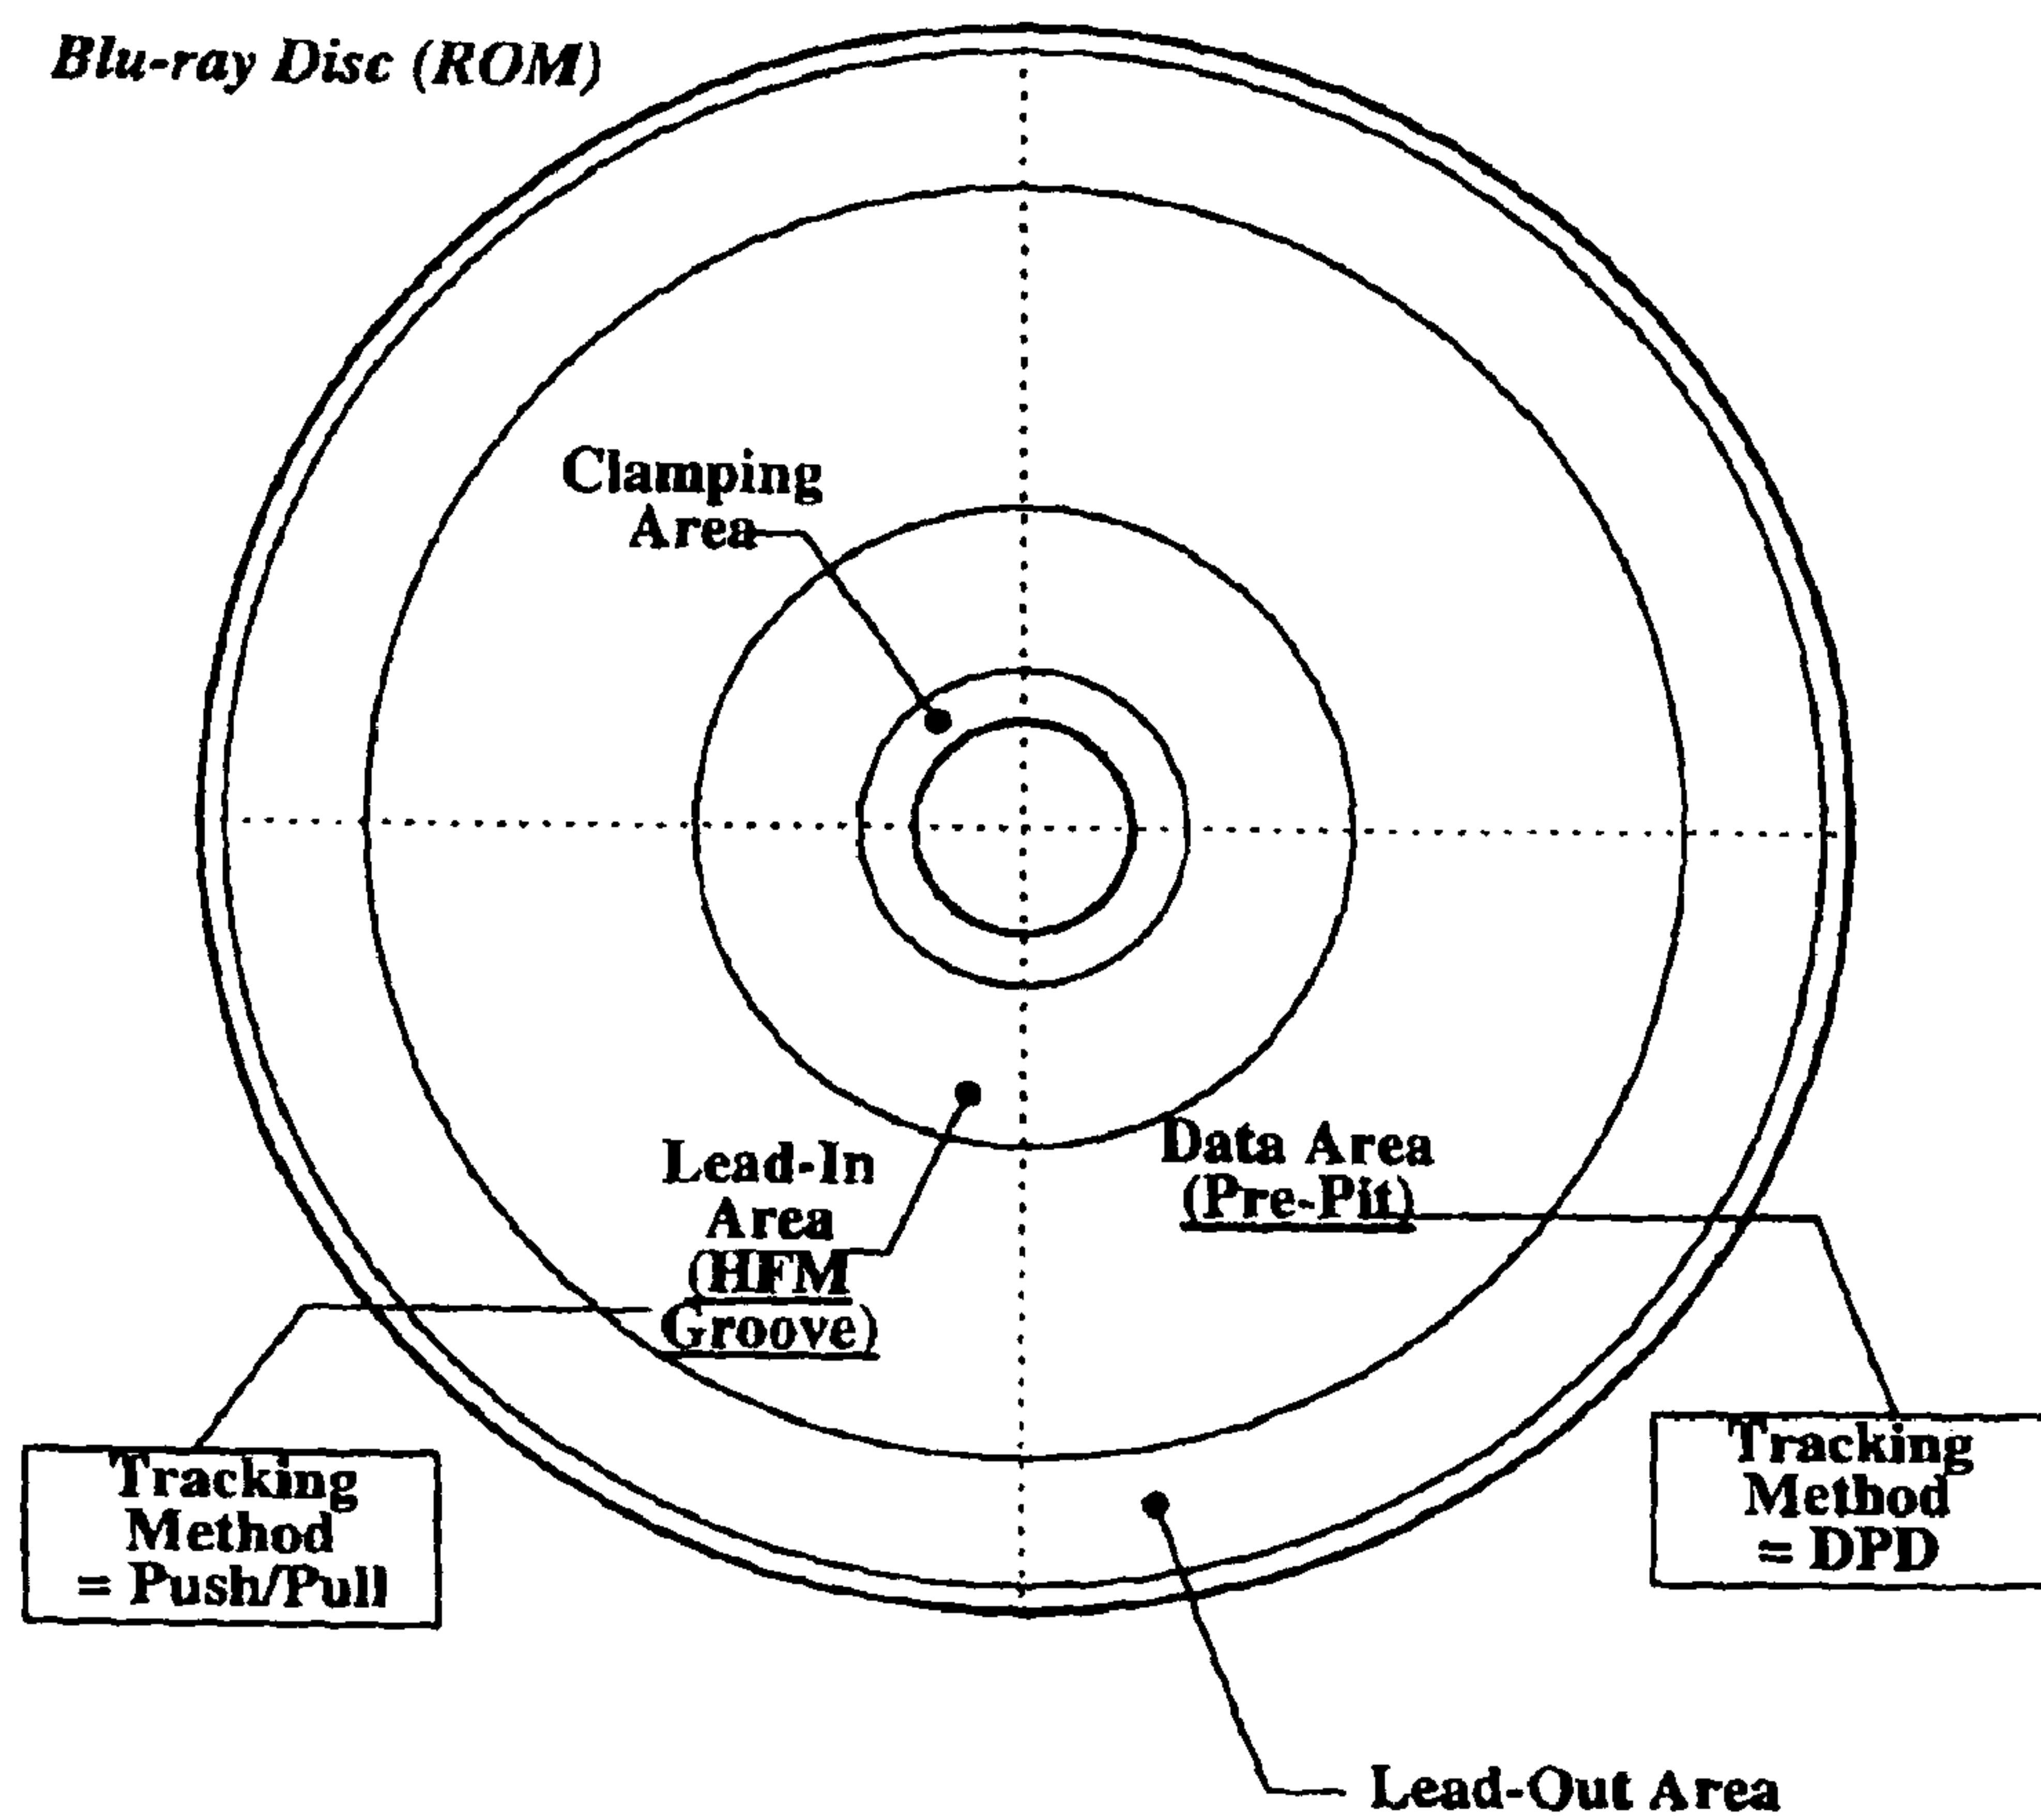 Blu-ray Disc (ROM)
Clamping
Area
Lead-In
Area
(HFM
Groove)
Data Area
(Pre-Pit)
Tracking
Method
= Push/Pull
Tracking
Method
= DPD
Lead-Out Area